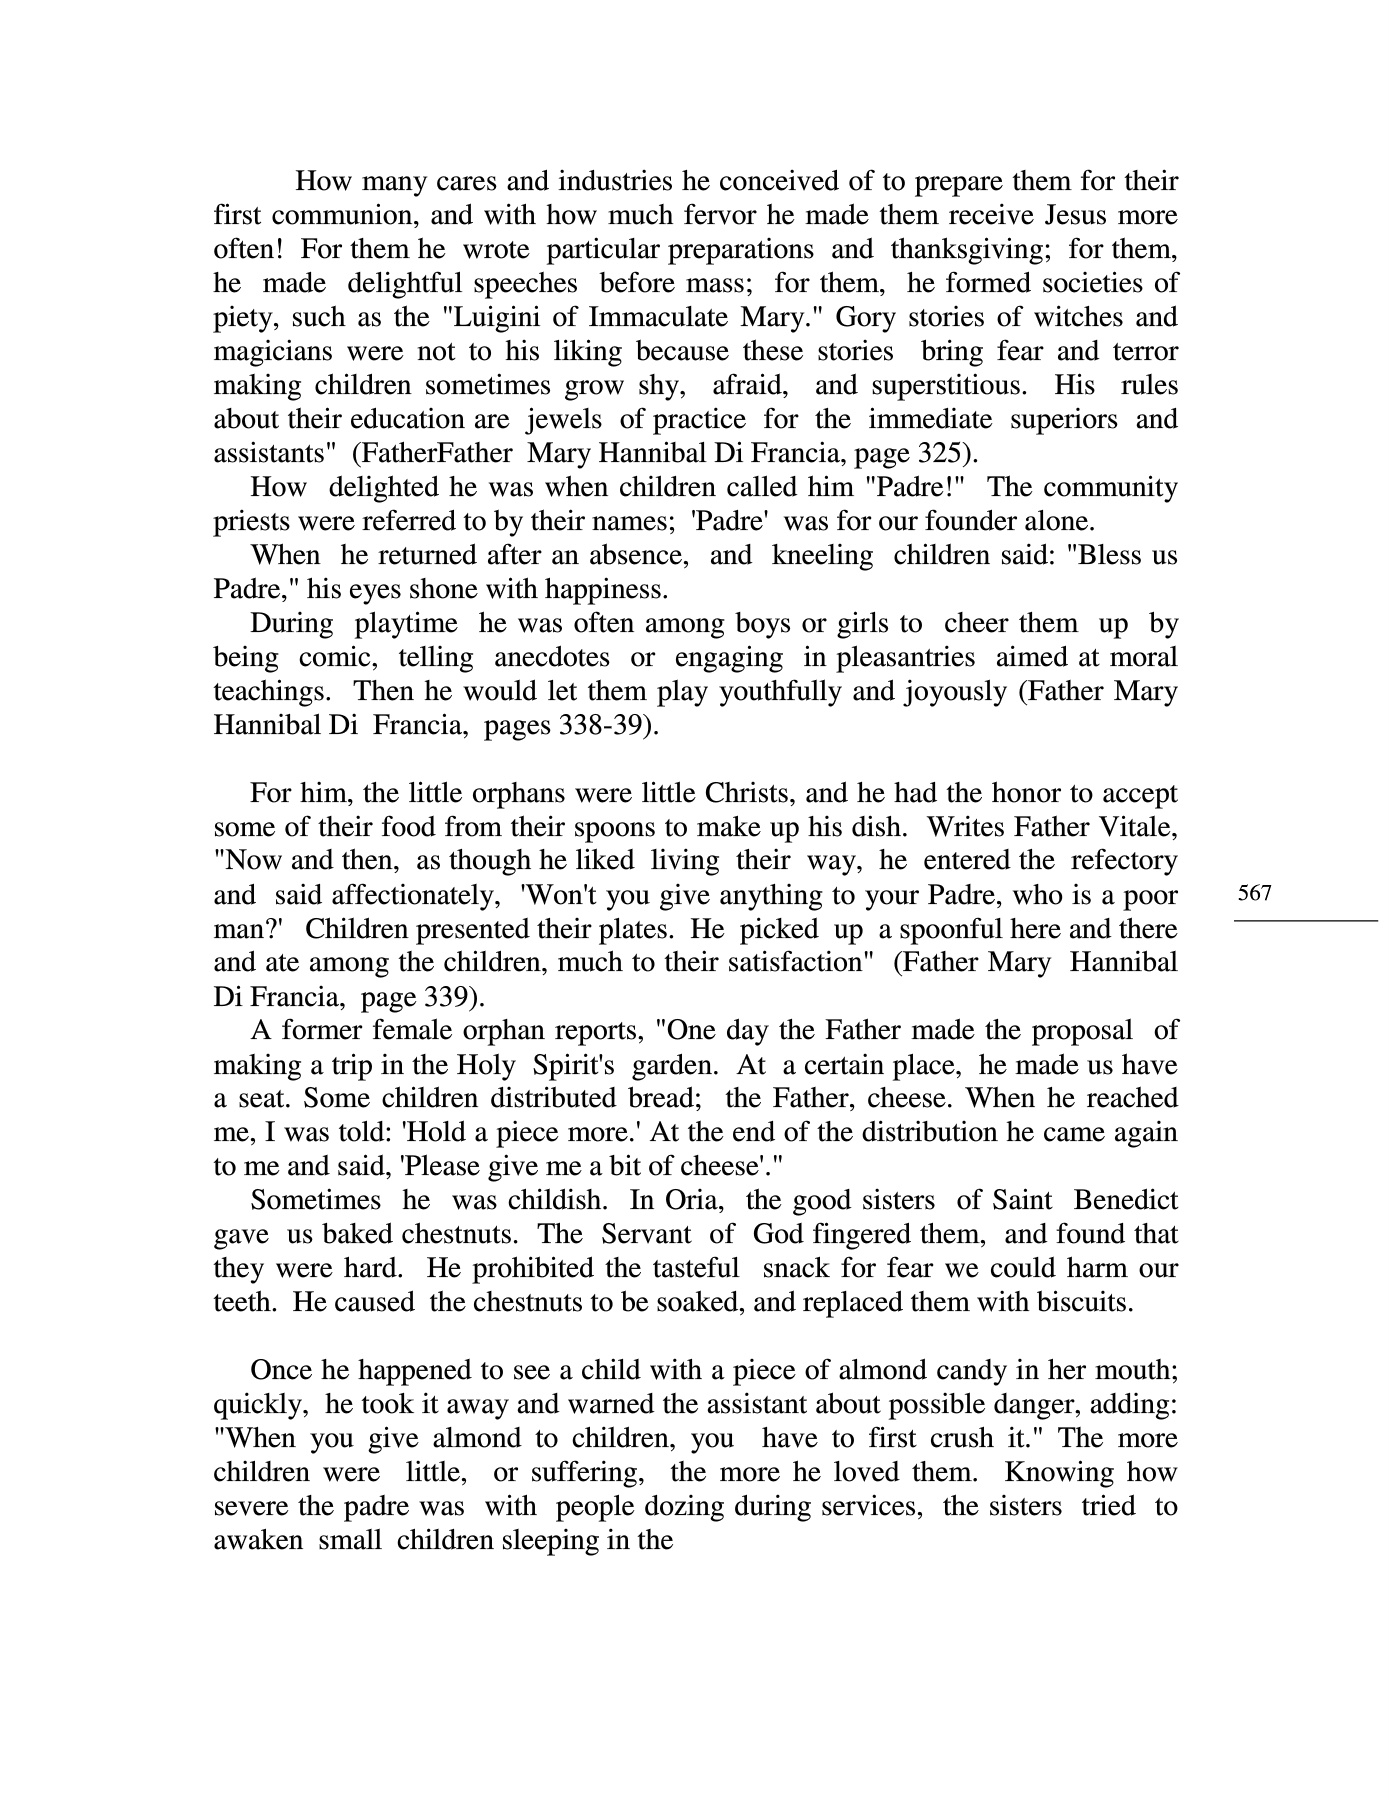 How many cares and industries he conceived of to prepare them for their
first communion, and with how much fervor he made them receive Jesus more
often! For them he wrote particular preparations and thanksgiving; for them,
he made delightful speeches before mass; for them, he formed societies of
piety, such as the "Luigini of Immaculate Mary." Gory stories of witches and
magicians were not to his liking because these stories bring fear and terror
making children sometimes grow shy, afraid, and superstitious. His rules
about their education are jewels of practice for the immediate superiors and
assistants" (FatherFather Mary Hannibal Di Francia, page 325).
How delighted he was when children called him "Padre!" The community
priests were referred to by their names; 'Padre' was for our founder alone.
When he returned after an absence, and kneeling children said: "Bless us
Padre," his eyes shone with happiness.
During playtime he was often among boys or girls to cheer them up by
being comic, telling anecdotes or engaging in pleasantries aimed at moral
teachings. Then he would let them play youthfully and joyously (Father Mary
Hannibal Di Francia, pages 338-39).
For him, the little orphans were little Christs, and he had the honor to accept
some of their food from their spoons to make up his dish. Writes Father Vitale,
"Now and then, as though he liked living their way, he entered the refectory
and said affectionately, 'Won't you give anything to your Padre, who is a poor
man?' Children presented their plates. He picked up a spoonful here and there
and ate among the children, much to their satisfaction" (Father Mary Hannibal
Di Francia, page 339).
A former female orphan reports, "One day the Father made the proposal of
making a trip in the Holy Spirit's garden. At a certain place, he made us have
a seat. Some children distributed bread; the Father, cheese. When he reached
me, I was told: 'Hold a piece more.' At the end of the distribution he came again
to me and said, 'Please give me a bit of cheese'."
Sometimes he was childish. In Oria, the good sisters of Saint Benedict
gave us baked chestnuts. The Servant of God fingered them, and found that
they were hard. He prohibited the tasteful snack for fear we could harm our
teeth. He caused the chestnuts to be soaked, and replaced them with biscuits.
Once he happened to see a child with a piece of almond candy in her mouth;
quickly, he took it away and warned the assistant about possible danger, adding:
"When you give almond to children, you have to first crush it." The more
children were little, or suffering, the more he loved them. Knowing how
severe the padre was with people dozing during services, the sisters tried to
awaken small children sleeping in the
567